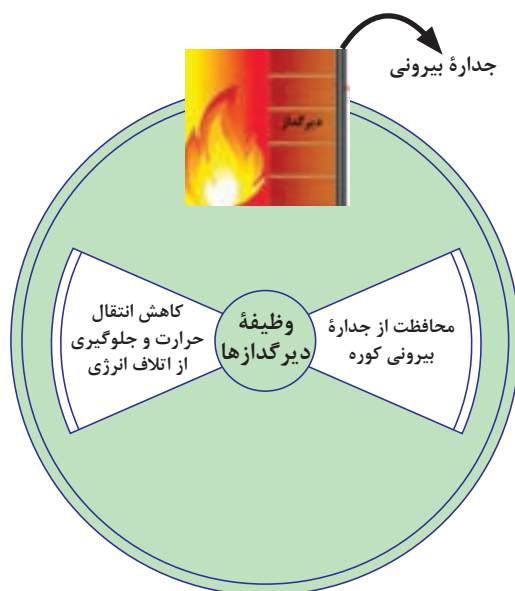 جدارهٔ بیرونی
دیرگداز
وظیفهٔ
دیرگدازها
محافظت از جدارهٔ
بیرونی کوره
کاهش انتقال
حرارت و جلوگیری
از اتلاف انرژی